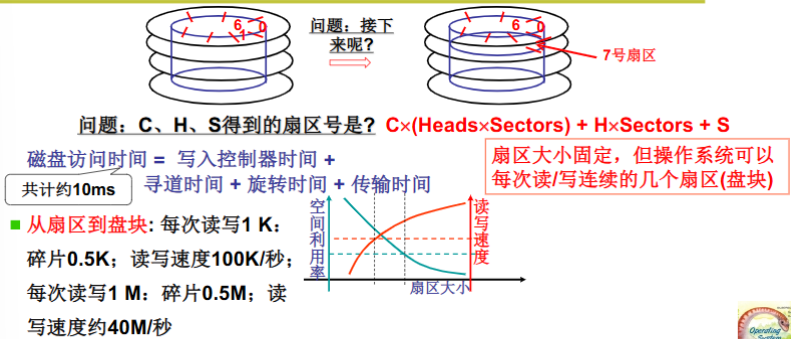 6 0
1
问题：接下
来呢?
6 0
7号扇区
问题：C、H、S得到的扇区号是? C×(Heads×Sectors) + H×Sectors + S
磁盘访问时间 = 写入控制器时间 +
寻道时间 + 旋转时间 + 传输时间
共计约10ms
扇区大小固定，但操作系统可以
每次读/写连续的几个扇区(盘块)
从扇区到盘块: 每次读写1 K：
碎片0.5K；读写速度100K/秒；
每次读写1 M：碎片0.5M；读
写速度约40M/秒
空间利用率
读写速度
扇区大小
Operating
System